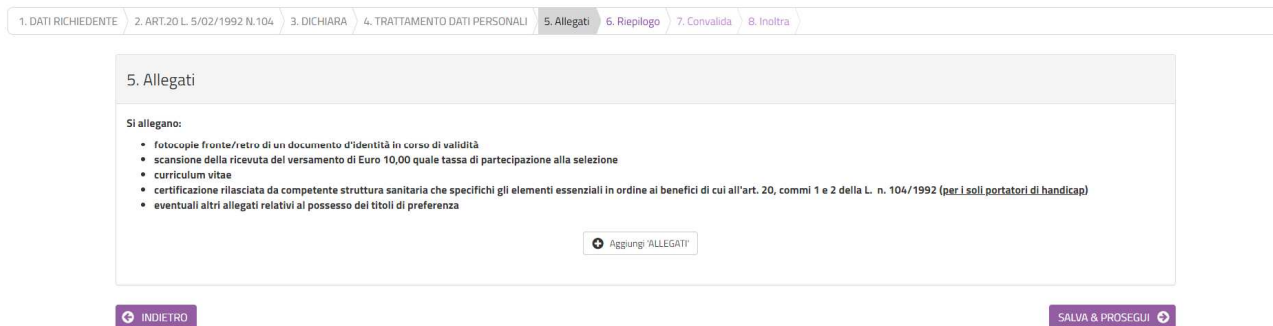 1. DATI RICHIEDENTE 2. ART.20 L. 5/02/1992 N.104 3. DICHIARA 4. TRATTAMENTO DATI PERSONALI 5. Allegati 6. Riepilogo 7. Convalida 8. Inoltra
5. Allegati
Si allegano:
• fotocopie fronte/retro di un documento d'identità in corso di validità
• scansione della ricevuta del versamento di Euro 10,00 quale tassa di partecipazione alla selezione
• curriculum vitae
• certificazione rilasciata da competente struttura sanitaria che specifichi gli elementi essenziali in ordine ai benefici di cui all'art. 20, commi 1 e 2 della L. n. 104/1992 (per i soli portatori di handicap)
• eventuali altri allegati relativi al possesso dei titoli di preferenza
Aggiungi 'ALLEGATI'
INDIETRO SALVA & PROSEGUI